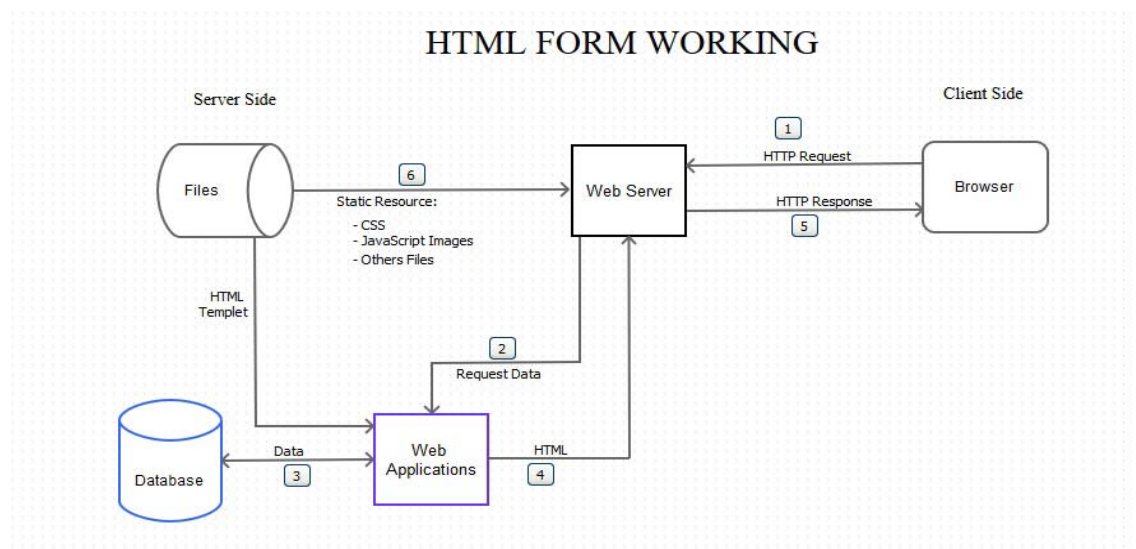 HTML FORM WORKING
Server Side
Client Side
1
HTTP Request
Files
6
Web Server
Browser
Static Resource:
- CSS
- JavaScript Images
- Others Files
HTTP Response
5
HTML
Templet
2
Request Data
Database
Data
3
Web
Applications
HTML
4